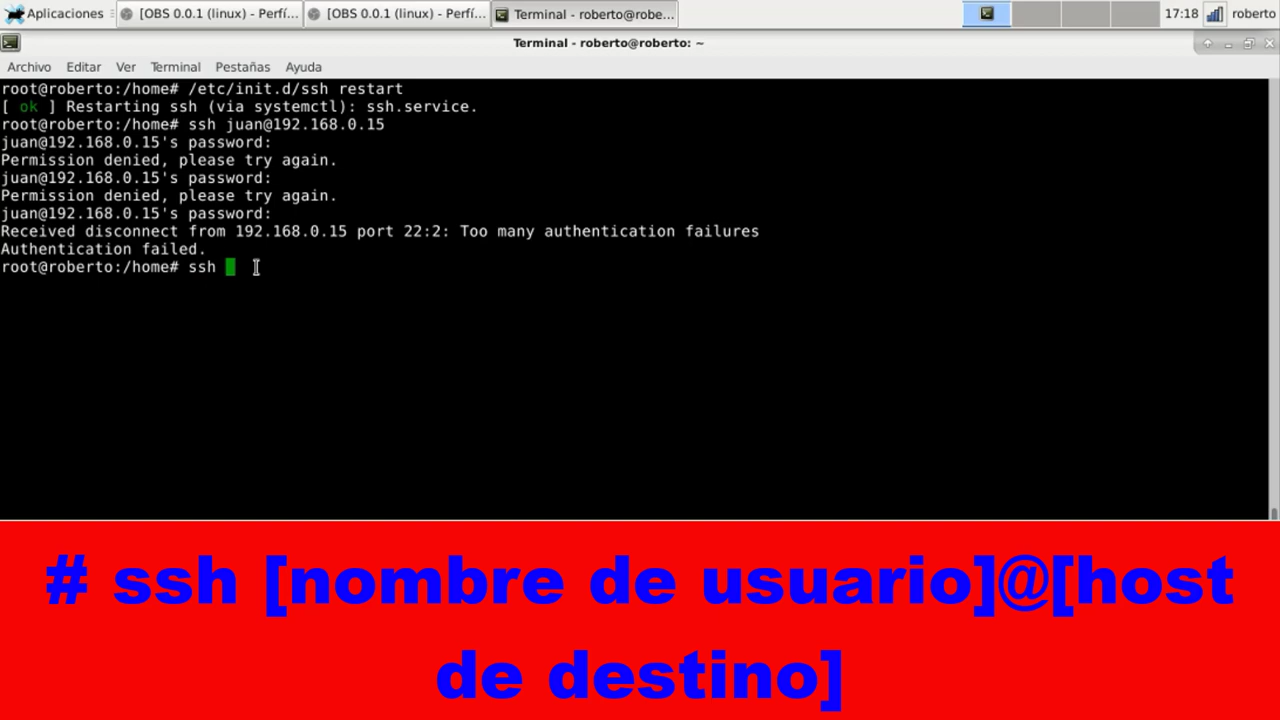 Aplicaciones [OBS 0.0.1 (linux) - Perfí... [OBS 0.0.1 (linux) - Perfí... Terminal - roberto@robe... 17:18 roberto
Terminal - roberto@roberto: ~
Archivo Editar Ver Terminal Pestañas Ayuda
root@roberto:/home# /etc/init.d/ssh restart
[ ok ] Restarting ssh (via systemctl): ssh.service.
root@roberto:/home# ssh juan@192.168.0.15
juan@192.168.0.15's password:
Permission denied, please try again.
juan@192.168.0.15's password:
Permission denied, please try again.
juan@192.168.0.15's password:
Received disconnect from 192.168.0.15 port 22:2: Too many authentication failures
Authentication failed.
root@roberto:/home# ssh
# ssh [nombre de usuario]@[host
de destino]